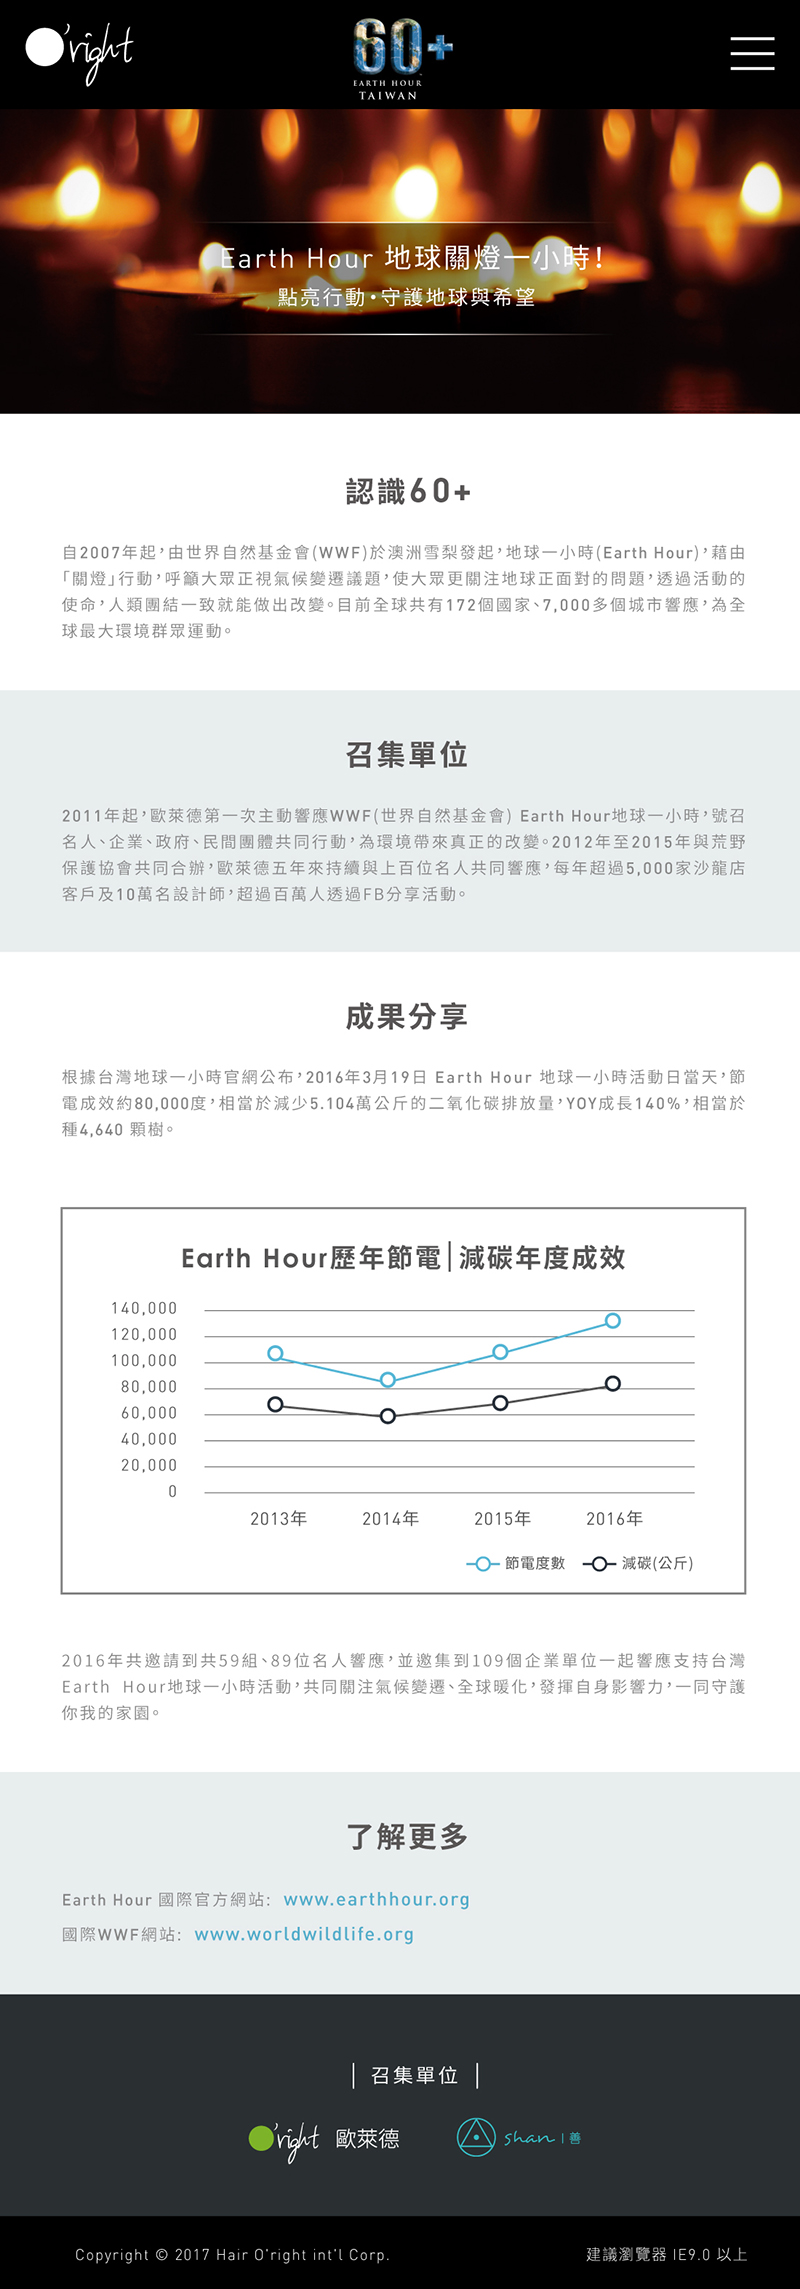 O'right
60+
EARTH HOUR
TAIWAN
Earth Hour 地球關燈一小時!
點亮行動・守護地球與希望
認識60+
自2007年起,由世界自然基金會(WWF)於澳洲雪梨發起,地球一小時(Earth Hour),藉由
「關燈」行動,呼籲大眾正視氣候變遷議題,使大眾更關注地球正面對的問題,透過活動的
使命,人類團結一致就能做出改變。目前全球共有172個國家、7,000多個城市響應,為全
球最大環境群眾運動。
召集單位
2011年起,歐萊德第一次主動響應WWF(世界自然基金會) Earth Hour地球一小時,號召
名人、企業、政府、民間團體共同行動,為環境帶來真正的改變。2012年至2015年與荒野
保護協會共同合辦,歐萊德五年來持續與上百位名人共同響應,每年超過5,000家沙龍店
客戶及10萬名設計師,超過百萬人透過FB分享活動。
成果分享
根據台灣地球一小時官網公布,2016年3月19日 Earth Hour 地球一小時活動日當天,節
電成效約80,000度,相當於減少5.104萬公斤的二氧化碳排放量,YOY成長140%,相當於
種4,640 顆樹。
Earth Hour歷年節電|減碳年度成效
140,000
120,000
100,000
80,000
60,000
40,000
20,000
0
2013年 2014年 2015年 2016年
節電度數 減碳(公斤)
2016年共邀請到共59組、89位名人響應,並邀集到109個企業單位一起響應支持台灣
Earth Hour地球一小時活動,共同關注氣候變遷、全球暖化,發揮自身影響力,一同守護
你我的家園。
了解更多
Earth Hour 國際官方網站: www.earthhour.org
國際WWF網站: www.worldwildlife.org
| 召集單位 |
O'right 歐萊德 shan | 善
Copyright © 2017 Hair O'right int'l Corp. 建議瀏覽器 IE9.0 以上